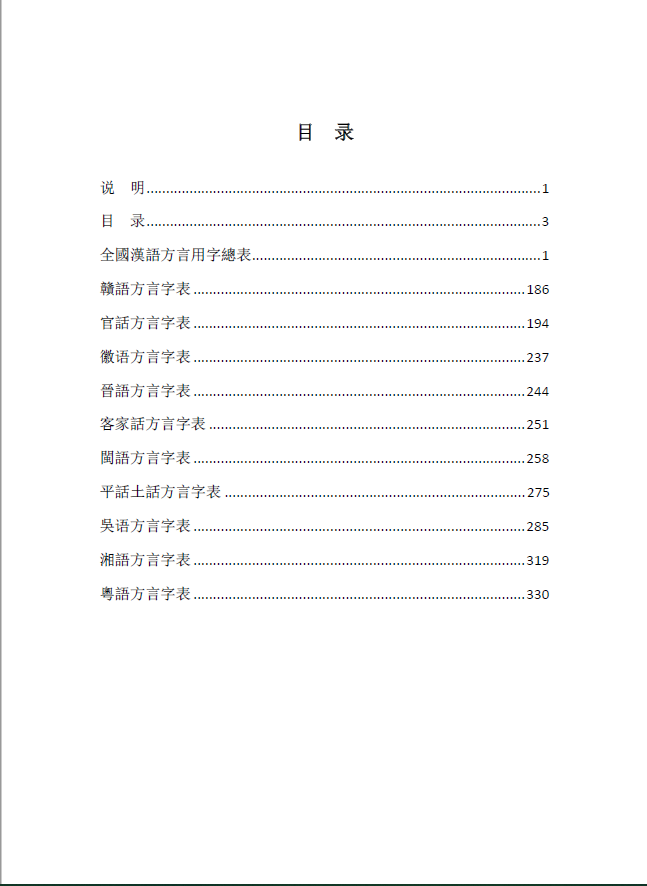 目 录
说 明 1
目 录 3
全國漢語方言用字總表 1
贛語方言字表 186
官話方言字表 194
徽语方言字表 237
晉語方言字表 244
客家話方言字表 251
閩語方言字表 258
平話土話方言字表 275
吳语方言字表 285
湘語方言字表 319
粵語方言字表 330